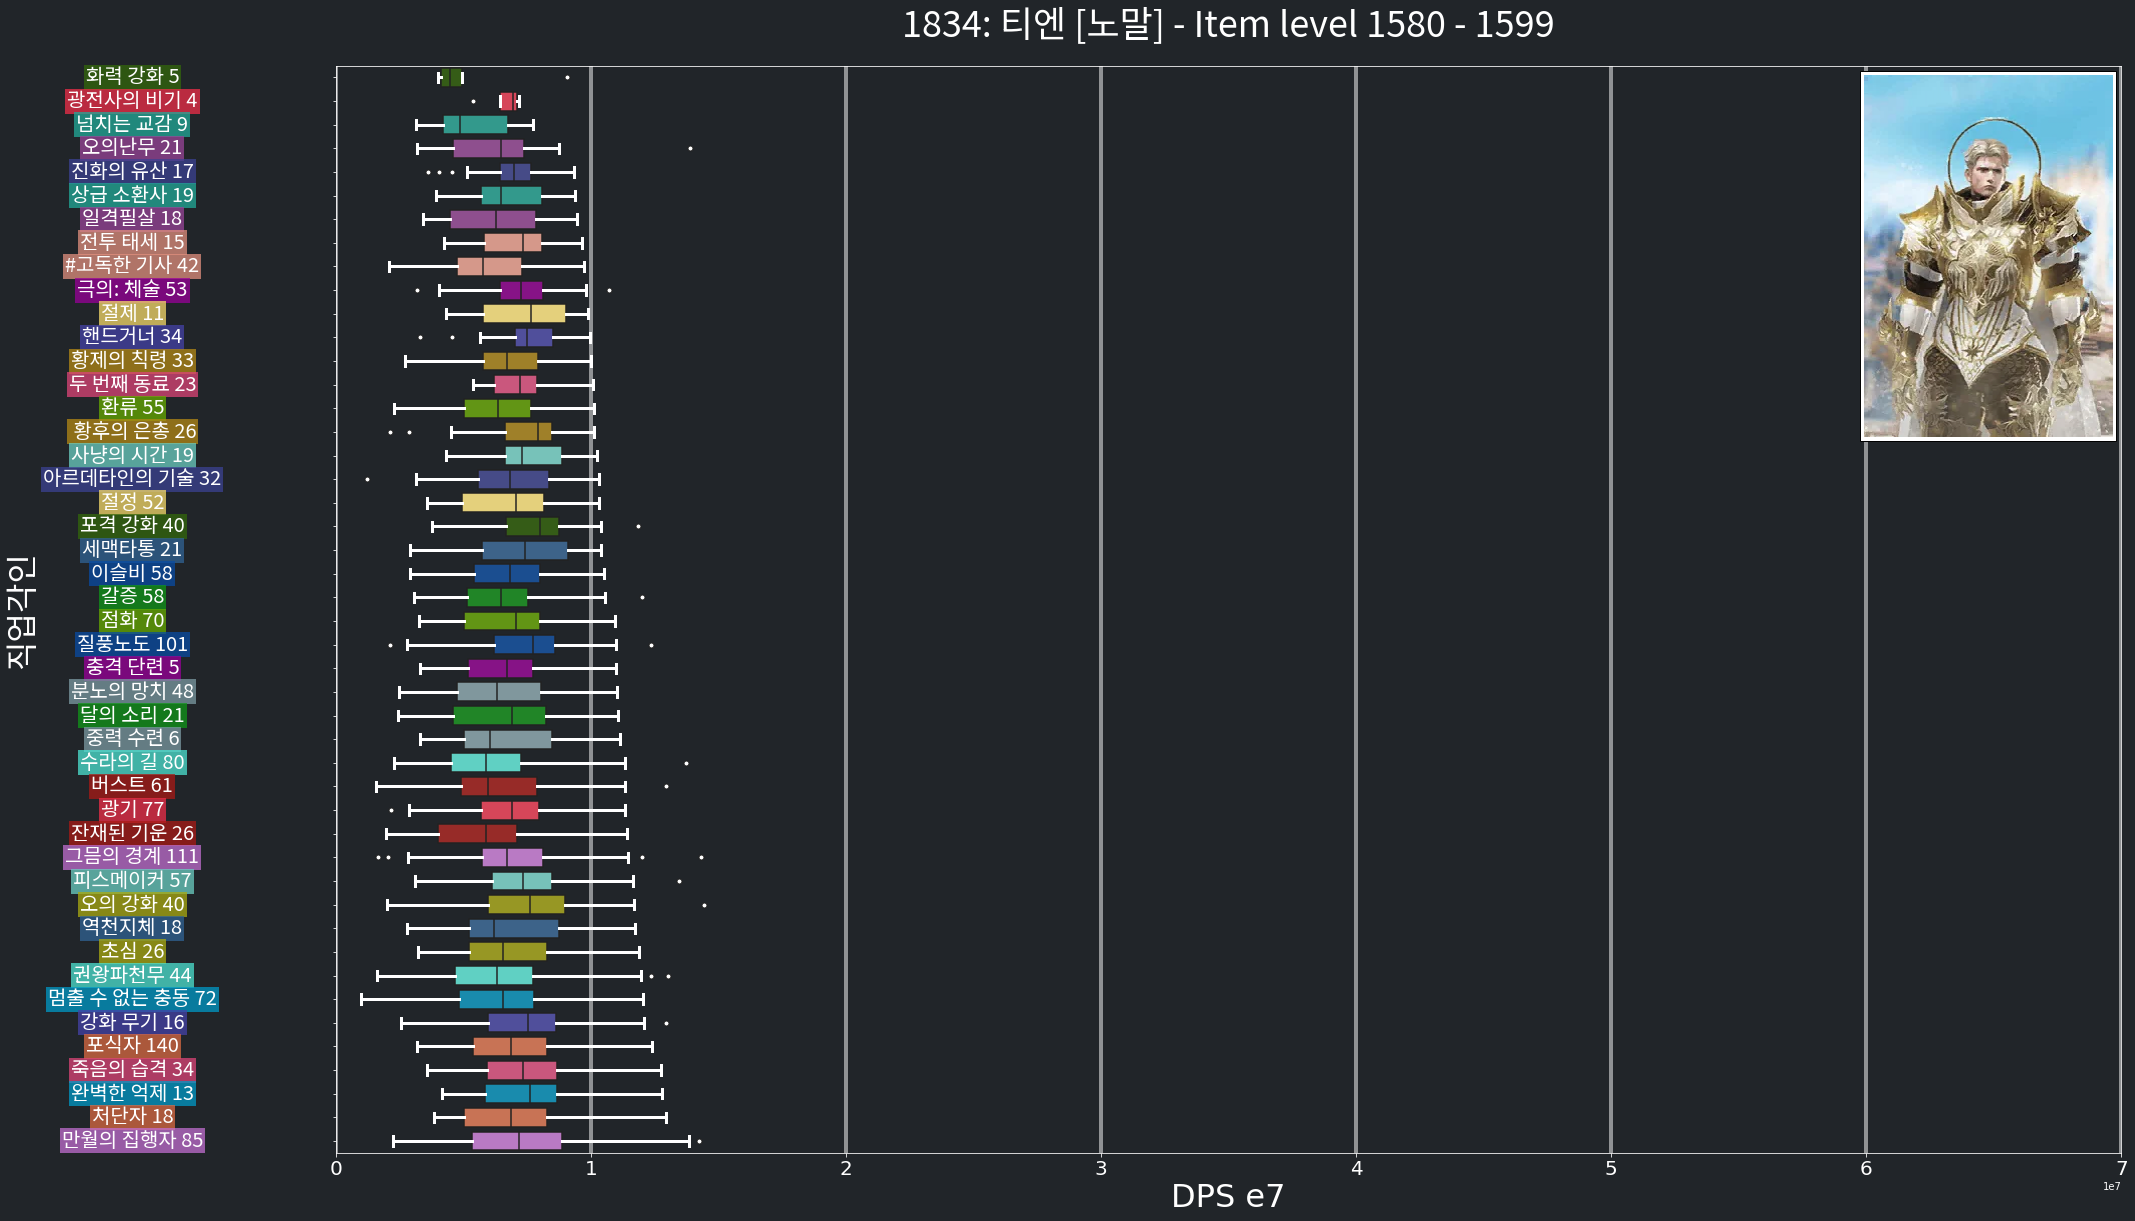 1834: 티엔 [노말] - Item level 1580 - 1599
화력 강화 5
광전사의 비기 4
넘치는 교감 9
오의난무 21
진화의 유산 17
상급 소환사 19
일격필살 18
전투 태세 15
#고독한 기사 42
극의: 체술 53
절제 11
핸드거너 34
황제의 칙령 33
두 번째 동료 23
환류 55
황후의 은총 26
사냥의 시간 19
아르데타인의 기술 32
절정 52
포격 강화 40
세맥타통 21
이슬비 58
갈증 58
점화 70
질풍노도 101
충격 단련 5
분노의 망치 48
달의 소리 21
중력 수련 6
수라의 길 80
버스트 61
광기 77
잔재된 기운 26
그믐의 경계 111
피스메이커 57
오의 강화 40
역천지체 18
초심 26
권왕파천무 44
멈출 수 없는 충동 72
강화 무기 16
포식자 140
죽음의 습격 34
완벽한 억제 13
처단자 18
만월의 집행자 85
직업각인
0 1 2 3 4 5 6 7
1e7
DPS e7